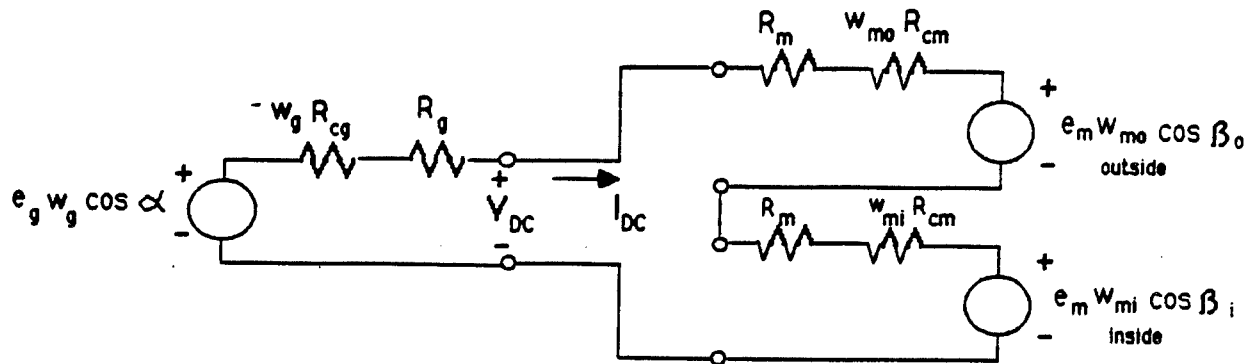 R_m
w_mo R_cm
- w_g R_cg
R_g
+
-
e_g w_g cos α
+
V_DC
-
I_DC
+
e_m w_mo cos β_o
-
outside
R_m
w_mi R_cm
+
e_m w_mi cos β_i
-
inside